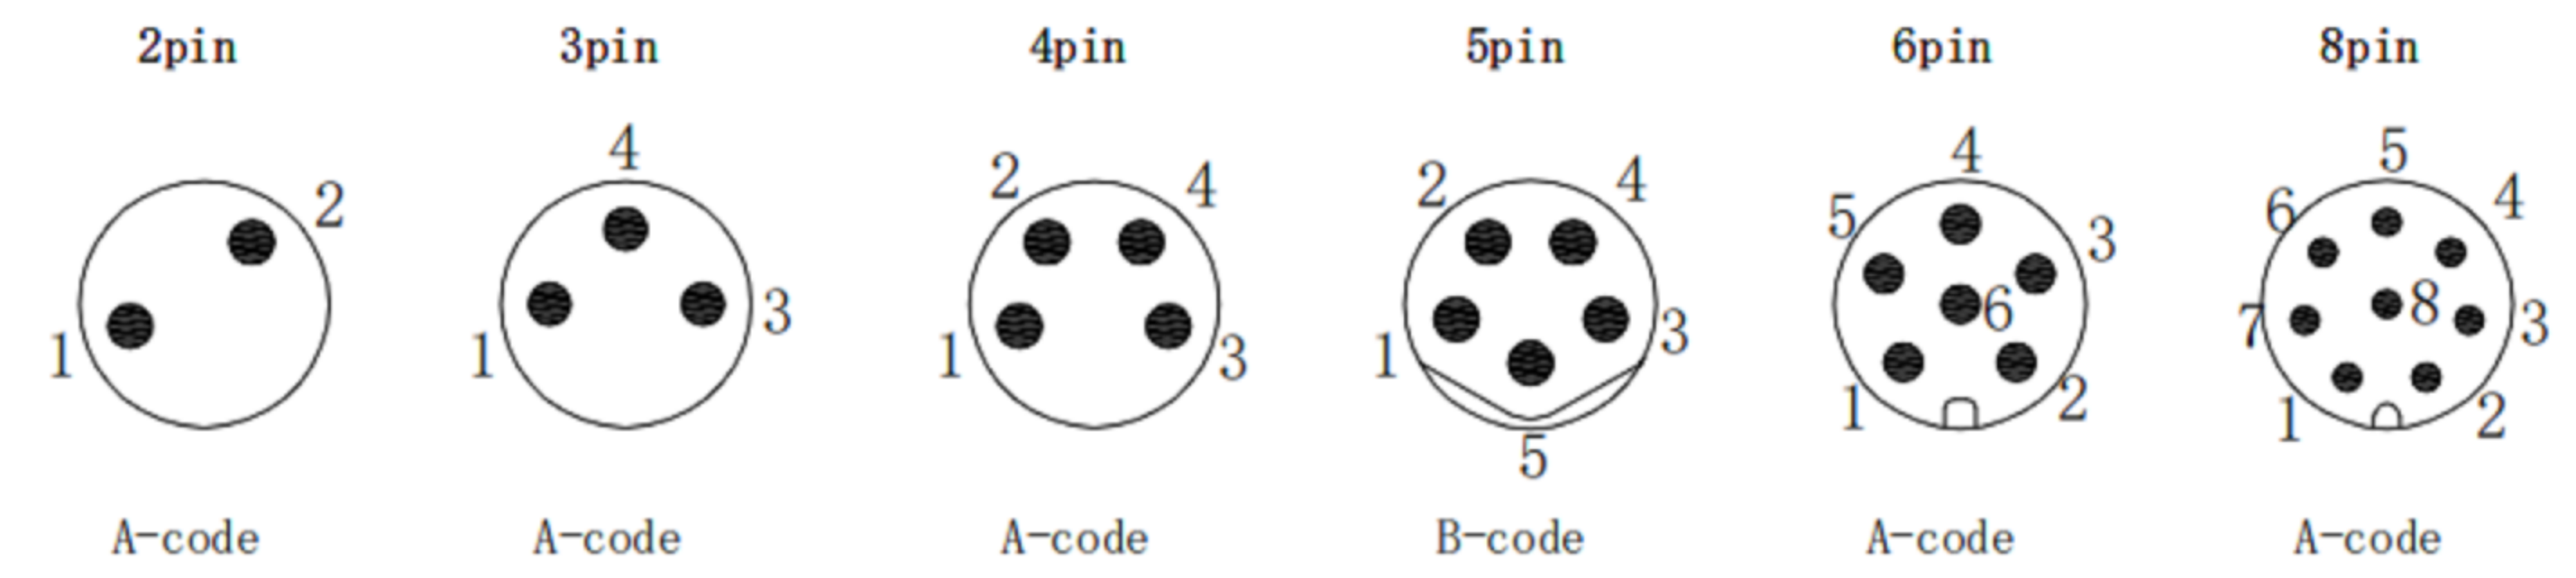 2pin 3pin 4pin 5pin 6pin 8pin
4 4 5
2 4 2 4 5 3 6 4
2
1 3 1 3 1 3 6 7 8 3
1 5 1 2 1 2
A-code A-code A-code B-code A-code A-code